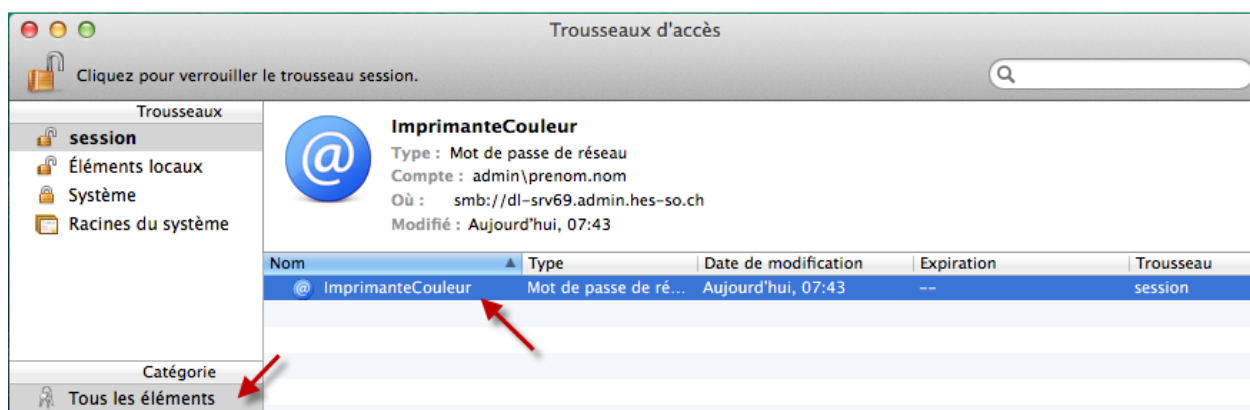 Trousseaux d'accès
Cliquez pour verrouiller le trousseau session.
Trousseaux
session
Éléments locaux
Système
Racines du système
ImprimanteCouleur
Type : Mot de passe de réseau
Compte : admin\prenom.nom
Où : smb://dl-srv69.admin.hes-so.ch
Modifié : Aujourd'hui, 07:43
Nom Type Date de modification Expiration Trousseau
@ ImprimanteCouleur Mot de passe de ré... Aujourd'hui, 07:43 -- session
Catégorie
Tous les éléments